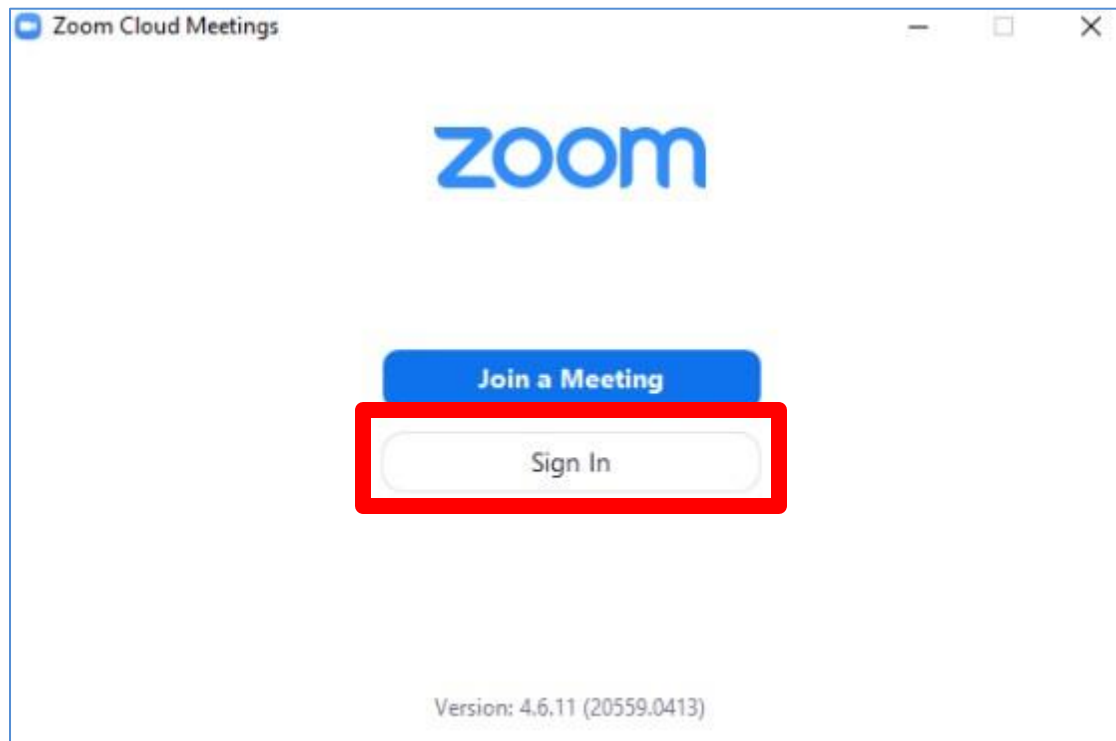 Zoom Cloud Meetings
zoom
Join a Meeting
Sign In
Version: 4.6.11 (20559.0413)